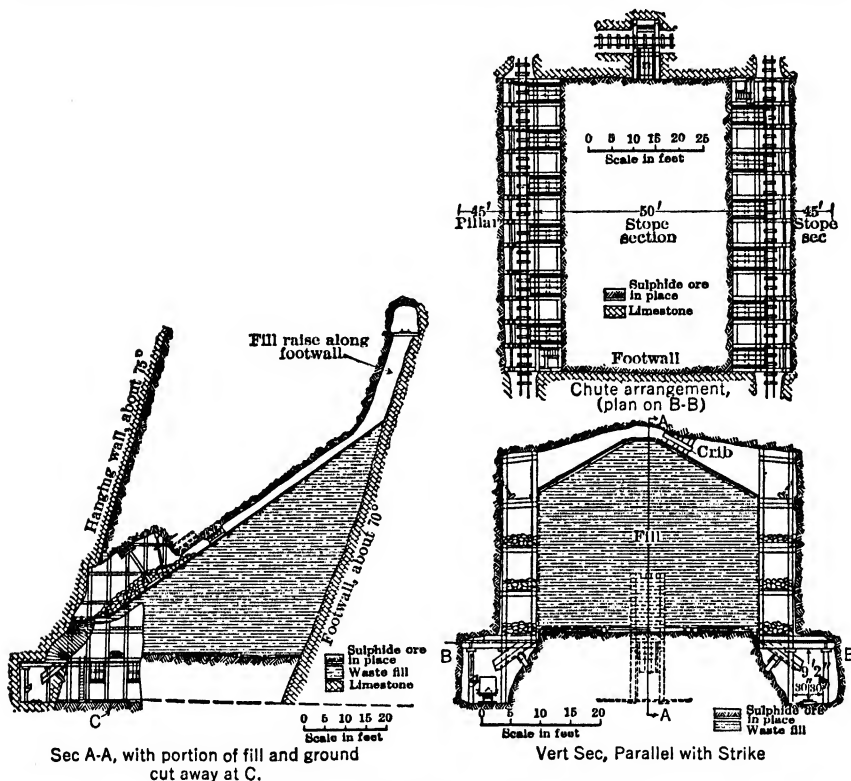 0 5 10 15 20 25
Scale in feet
45'
Pillar
50'
Stope
section
45'
Stope
sec
Sulphide ore
in place
Limestone
Footwall
Chute arrangement,
(plan on B-B)
Fill raise along
footwall
Hanging wall, about 75°
Footwall, about 70°
Sulphide ore
in place
Waste fill
Limestone
C
0 5 10 15 20
Scale in feet
Sec A-A, with portion of fill and ground
cut away at C.
A
Crib
Fill
B
B
A
0 5 10 15 20
Scale in feet
Sulphide ore
in place
Waste fill
Vert Sec, Parallel with Strike